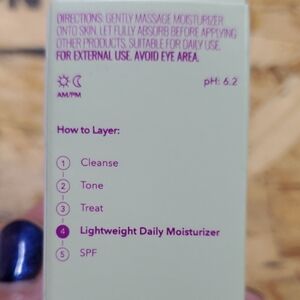 DIRECTIONS: GENTLY MASSAGE MOISTURIZER
ONTO SKIN. LET FULLY ABSORB BEFORE APPLYING
OTHER PRODUCTS. SUITABLE FOR DAILY USE.
FOR EXTERNAL USE. AVOID EYE AREA.
AM/PM
pH: 6.2
How to Layer:
1 Cleanse
2 Tone
3 Treat
4 Lightweight Daily Moisturizer
5 SPF